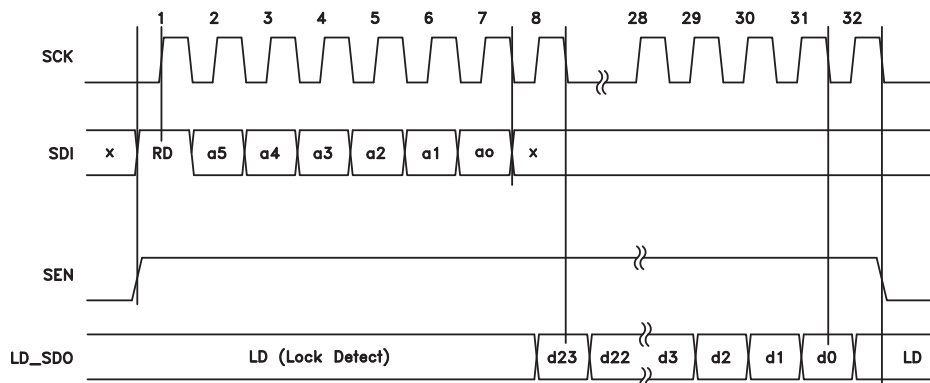 1 2 3 4 5 6 7 8 28 29 30 31 32
SCK
SDI x RD a5 a4 a3 a2 a1 ao x
SEN
LD_SDO LD (Lock Detect) d23 d22 d3 d2 d1 d0 LD